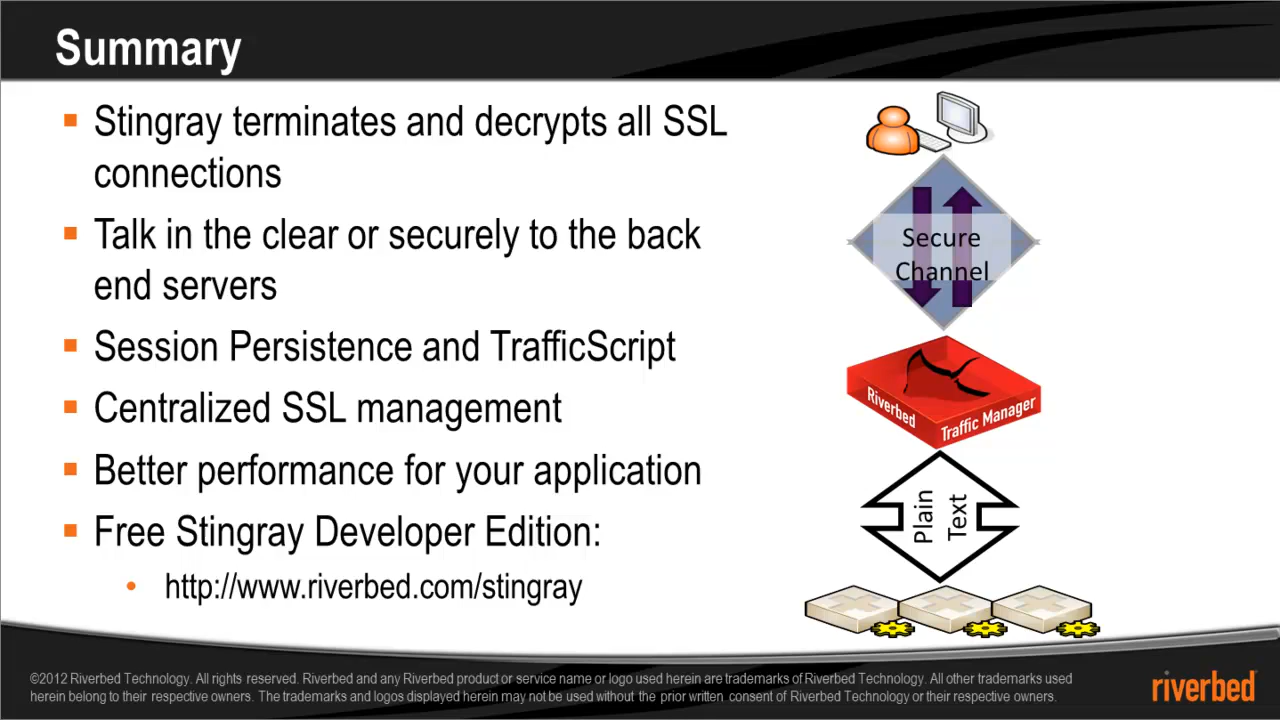 Summary
Stingray terminates and decrypts all SSL
connections
Talk in the clear or securely to the back
end servers
Session Persistence and TrafficScript
Centralized SSL management
Better performance for your application
Free Stingray Developer Edition:
http://www.riverbed.com/stingray
Secure
Channel
Riverbed
Traffic Manager
Plain
Text
©2012 Riverbed Technology. All rights reserved. Riverbed and any Riverbed product or service name or logo used herein are trademarks of Riverbed Technology. All other trademarks used
herein belong to their respective owners. The trademarks and logos displayed herein may not be used without the prior written consent of Riverbed Technology or their respective owners.
riverbed